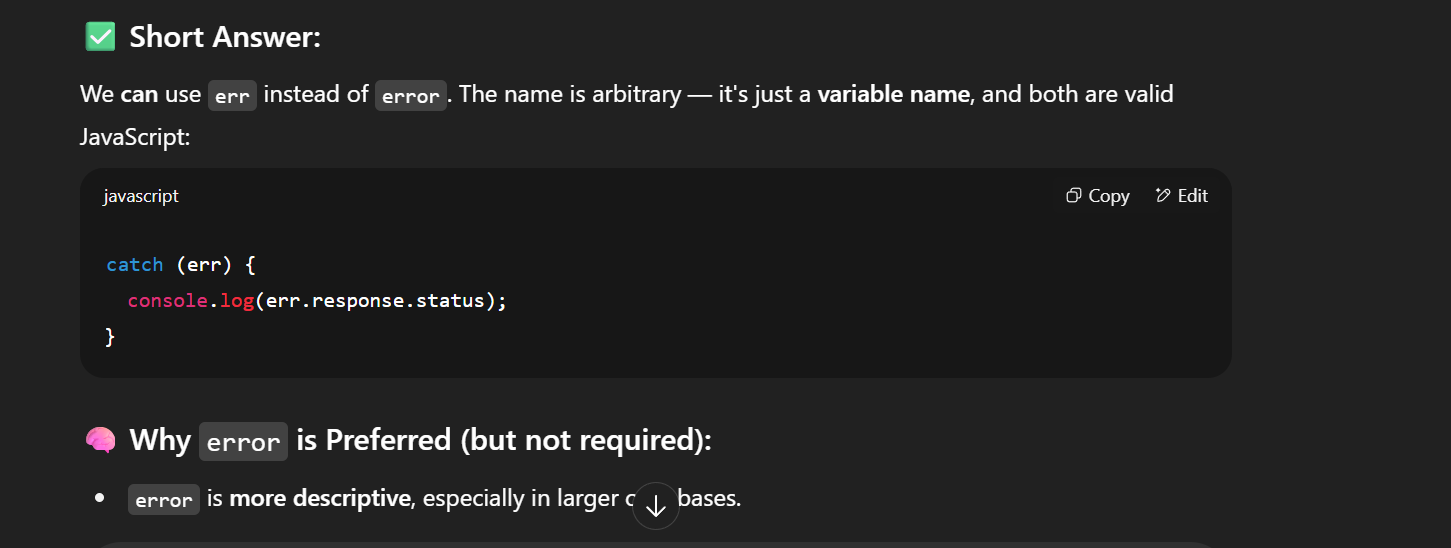 ✅ Short Answer:
We can use err instead of error. The name is arbitrary — it's just a variable name, and both are valid
JavaScript:
javascript
Copy
Edit
catch (err) {
console.log(err.response.status);
}
🧠 Why error is Preferred (but not required):
• error is more descriptive, especially in larger bases.